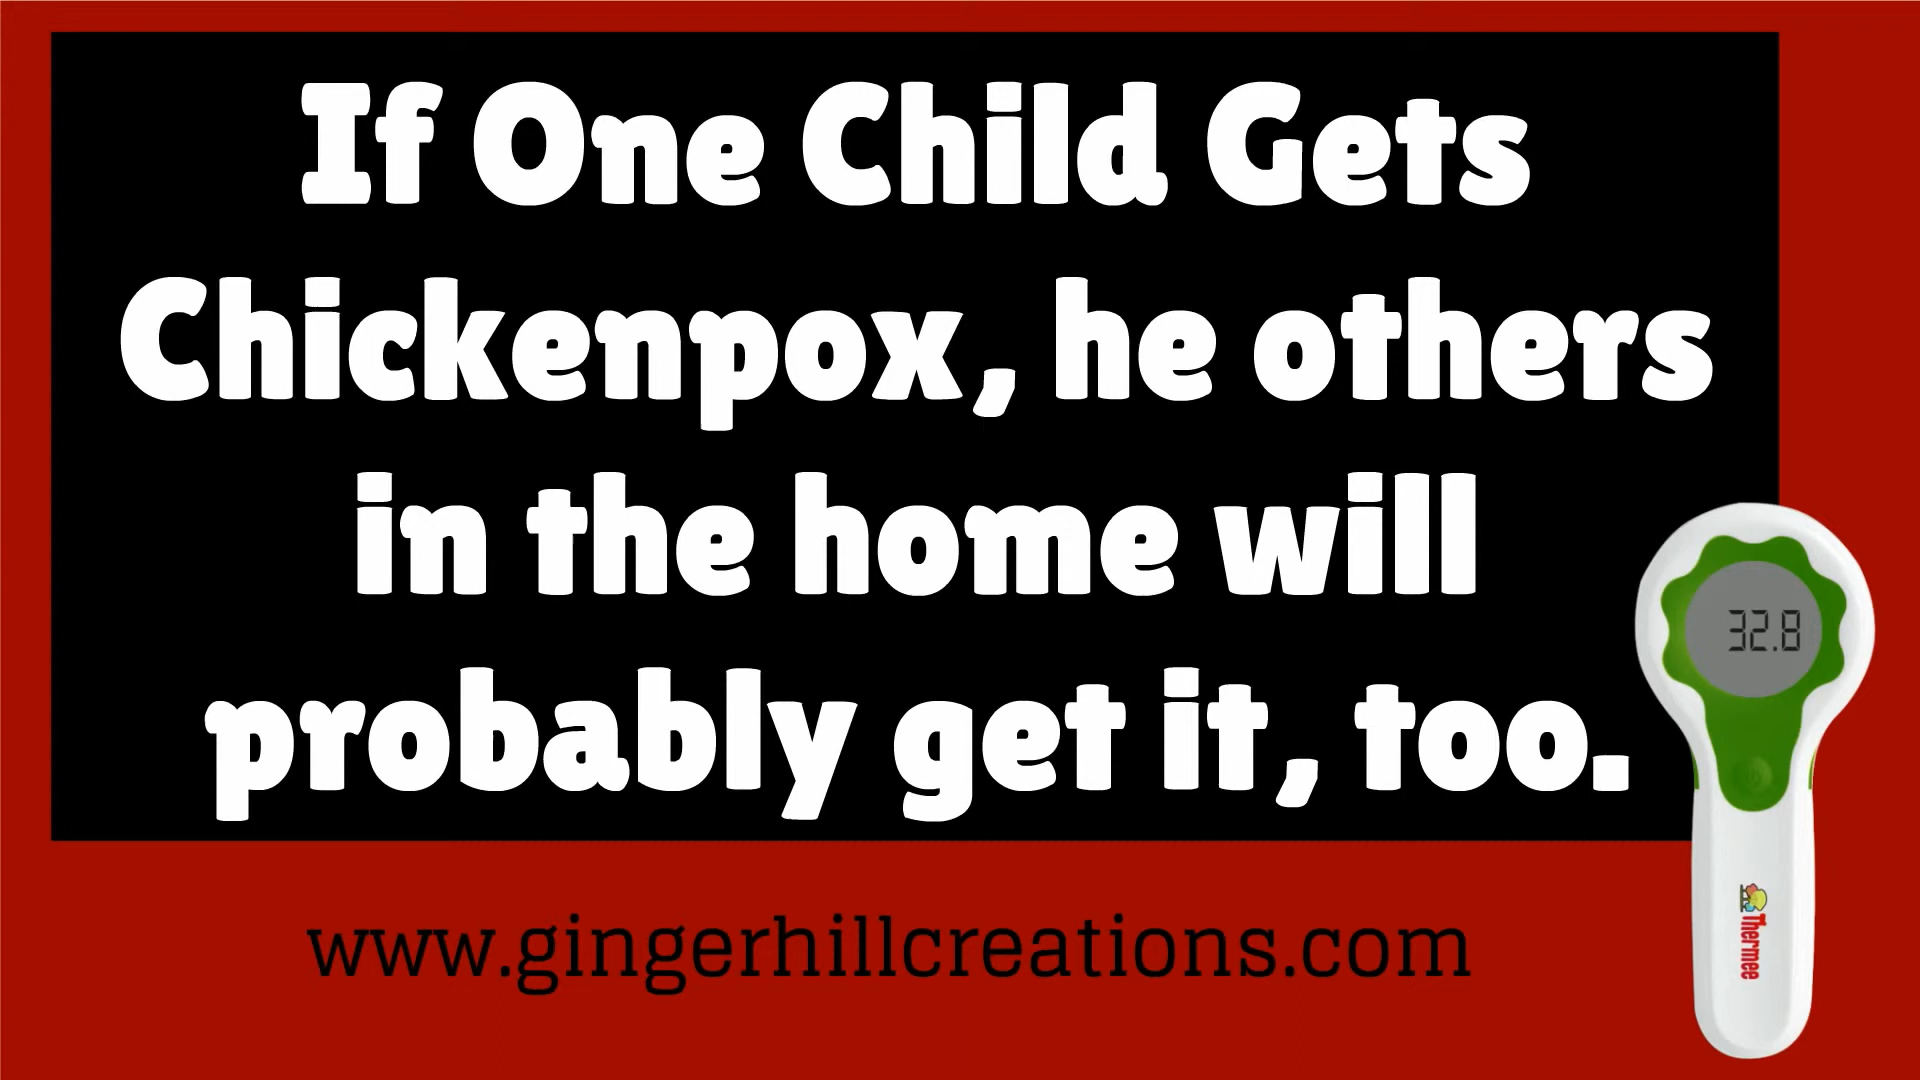 If One Child Gets
Chickenpox, he others
in the home will
probably get it, too.
32.8
Thermee
www.gingerhillcreations.com